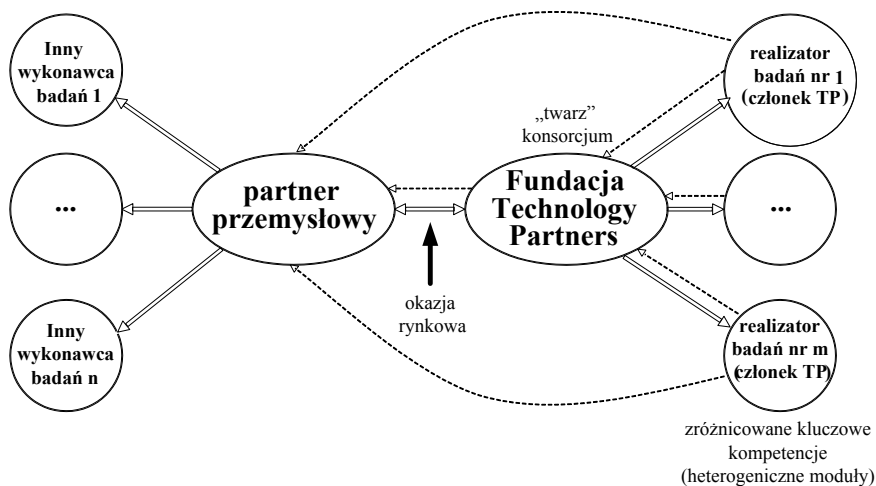 Inny
wykonawca
badań 1
...
Inny
wykonawca
badań n
partner
przemysłowy
okazja
rynkowa
„twarz”
konsorcjum
Fundacja
Technology
Partners
realizator
badań nr 1
(członek TP)
...
realizator
badań nr m
(członek TP)
zróżnicowane kluczowe
kompetencje
(heterogeniczne moduły)